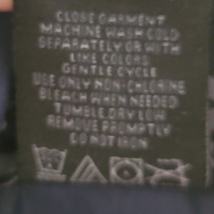 CLOSE GARMENT
MACHINE WASH COLD
SEPARATELY OR WITH
LIKE COLORS
GENTLE CYCLE
USE ONLY NON-CHLORINE
BLEACH WHEN NEEDED
TUMBLE DRY LOW
REMOVE PROMPTLY
DO NOT IRON